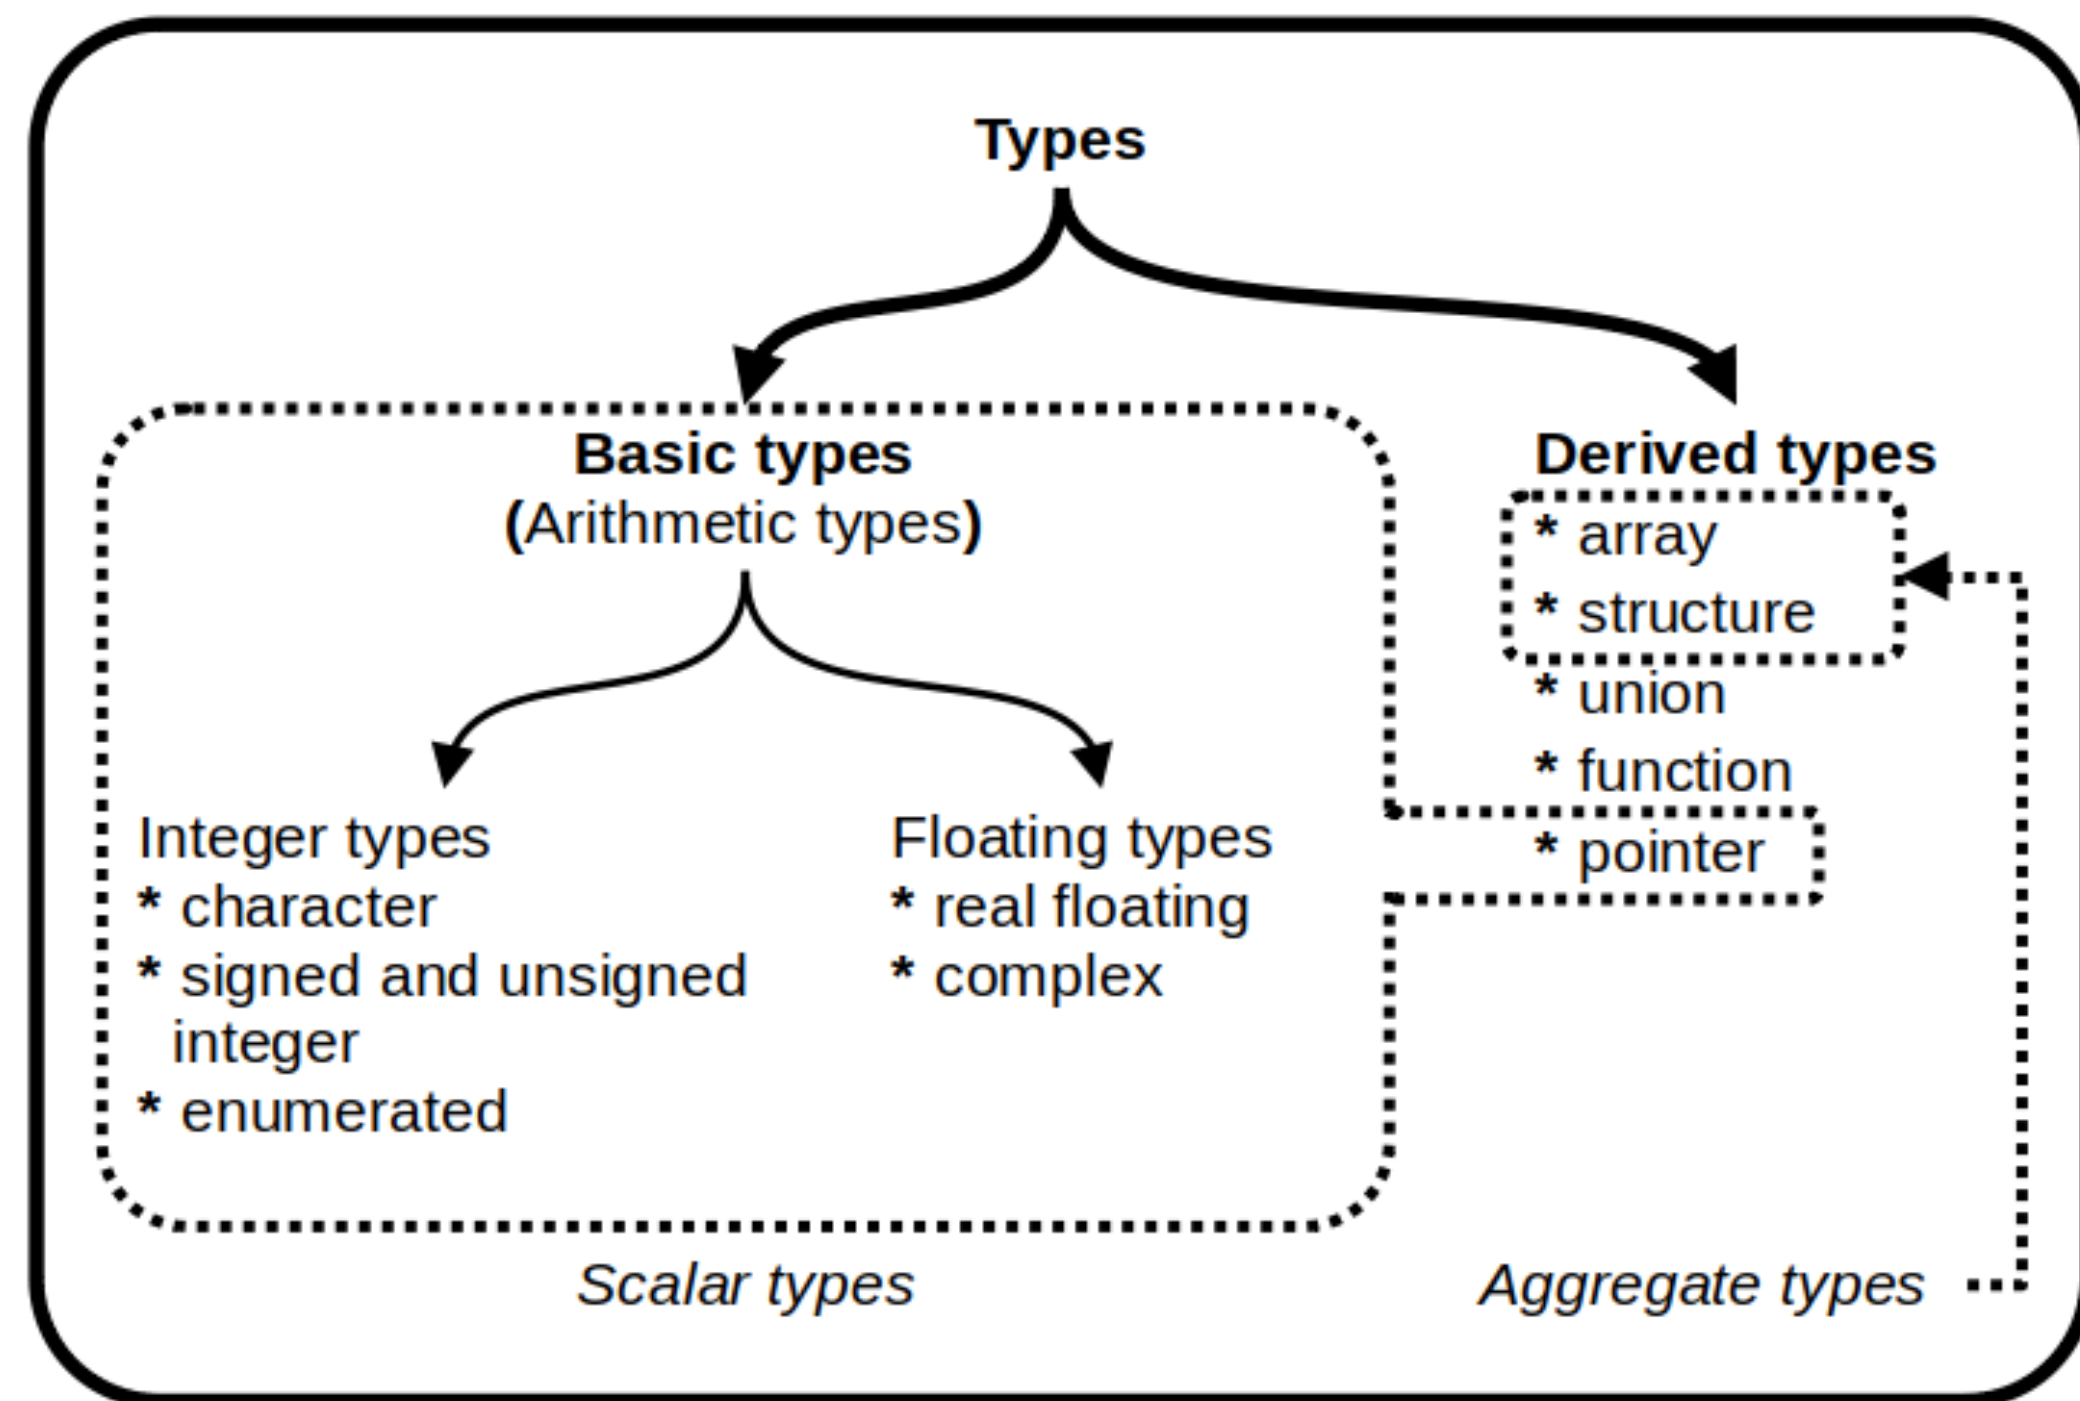 Types
Basic types
(Arithmetic types)
Integer types
* character
* signed and unsigned
integer
* enumerated
Floating types
* real floating
* complex
Scalar types
Derived types
* array
* structure
* union
* function
* pointer
Aggregate types